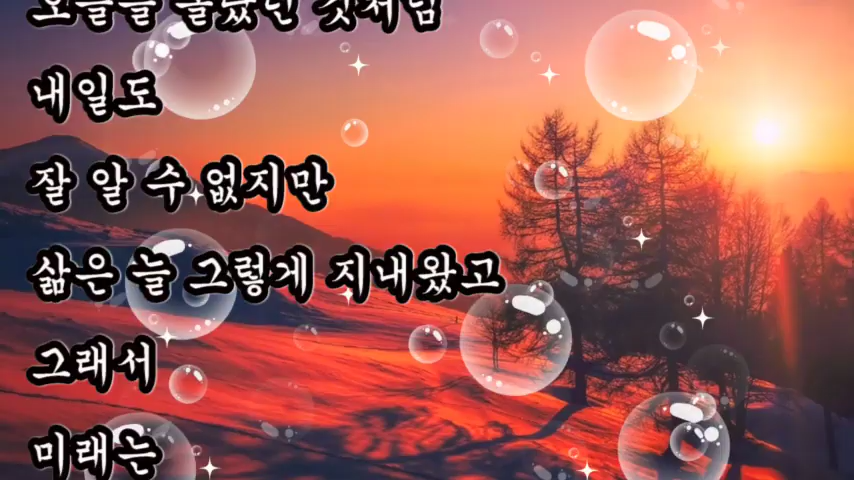 오늘을 몰랐던 것처럼
내일도
잘 알 수 없지만
삶은 늘 그렇게 지내왔고
그래서
미래는